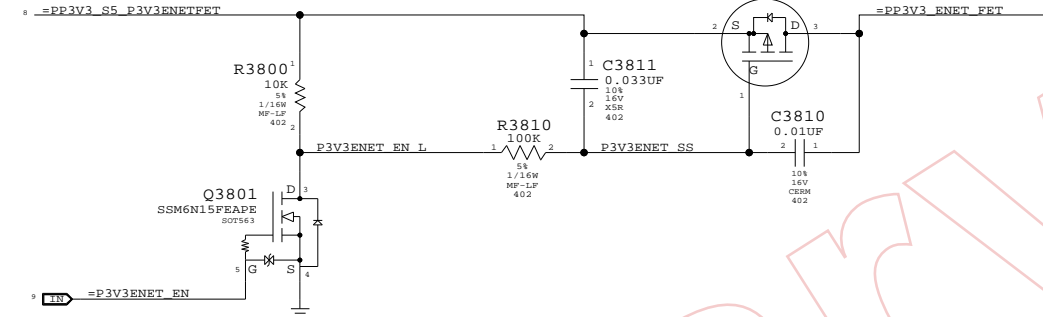 8 =PP3V3_S5_P3V3ENETFET
=PP3V3_ENET_FET
2 S D 3
G
1
R3800
10K
5%
1/16W
MF-LF
402
1
2
C3811
0.033UF
10%
16V
X5R
402
1
2
R3810
100K
1 2
5%
1/16W
MF-LF
402
P3V3ENET_EN_L
P3V3ENET_SS
C3810
0.01UF
2 1
10%
16V
CERM
402
Q3801
SSM6N15FEAPE
SOT563
D 3
5 G S 4
9 IN =P3V3ENET_EN